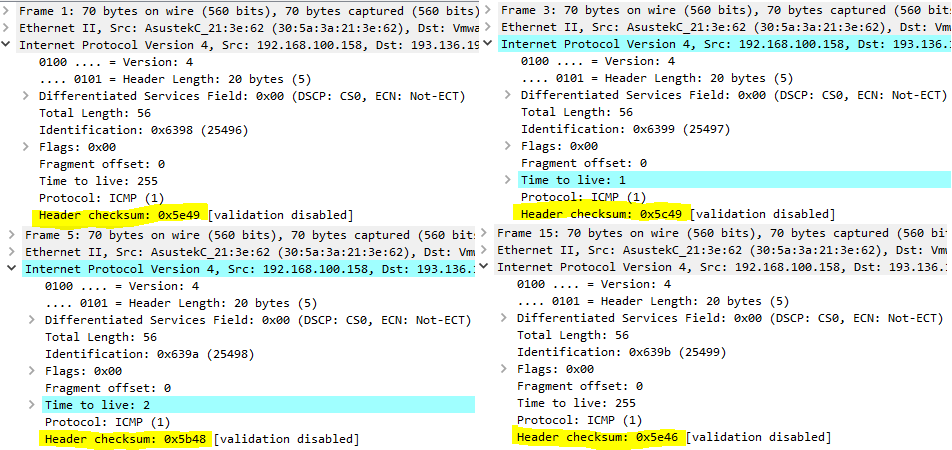 Frame 1: 70 bytes on wire (560 bits), 70 bytes captured (560 bits)
Ethernet II, Src: AsustekC_21:3e:62 (30:5a:3a:21:3e:62), Dst: Vmwa
Internet Protocol Version 4, Src: 192.168.100.158, Dst: 193.136.19
0100 .... = Version: 4
.... 0101 = Header Length: 20 bytes (5)
Differentiated Services Field: 0x00 (DSCP: CS0, ECN: Not-ECT)
Total Length: 56
Identification: 0x6398 (25496)
Flags: 0x00
Fragment offset: 0
Time to live: 255
Protocol: ICMP (1)
Header checksum: 0x5e49 [validation disabled]
Frame 3: 70 bytes on wire (560 bits), 70 bytes captured (560
Ethernet II, Src: AsustekC_21:3e:62 (30:5a:3a:21:3e:62), Dst: Vm
Internet Protocol Version 4, Src: 192.168.100.158, Dst: 193.136.
0100 .... = Version: 4
.... 0101 = Header Length: 20 bytes (5)
Differentiated Services Field: 0x00 (DSCP: CS0, ECN: Not-ECT)
Total Length: 56
Identification: 0x6399 (25497)
Flags: 0x00
Fragment offset: 0
Time to live: 1
Protocol: ICMP (1)
Header checksum: 0x5c49 [validation disabled]
Frame 5: 70 bytes on wire (560 bits), 70 bytes captured (560 bits
Ethernet II, Src: AsustekC_21:3e:62 (30:5a:3a:21:3e:62), Dst: Vmw
Internet Protocol Version 4, Src: 192.168.100.158, Dst: 193.136.
0100 .... = Version: 4
.... 0101 = Header Length: 20 bytes (5)
Differentiated Services Field: 0x00 (DSCP: CS0, ECN: Not-ECT)
Total Length: 56
Identification: 0x639a (25498)
Flags: 0x00
Fragment offset: 0
Time to live: 2
Protocol: ICMP (1)
Header checksum: 0x5b48 [validation disabled]
Frame 15: 70 bytes on wire (560 bits), 70 bytes captured (560 bi
Ethernet II, Src: AsustekC_21:3e:62 (30:5a:3a:21:3e:62), Dst: Vm
Internet Protocol Version 4, Src: 192.168.100.158, Dst: 193.136.
0100 .... = Version: 4
.... 0101 = Header Length: 20 bytes (5)
Differentiated Services Field: 0x00 (DSCP: CS0, ECN: Not-ECT)
Total Length: 56
Identification: 0x639b (25499)
Flags: 0x00
Fragment offset: 0
Time to live: 255
Protocol: ICMP (1)
Header checksum: 0x5e46 [validation disabled]